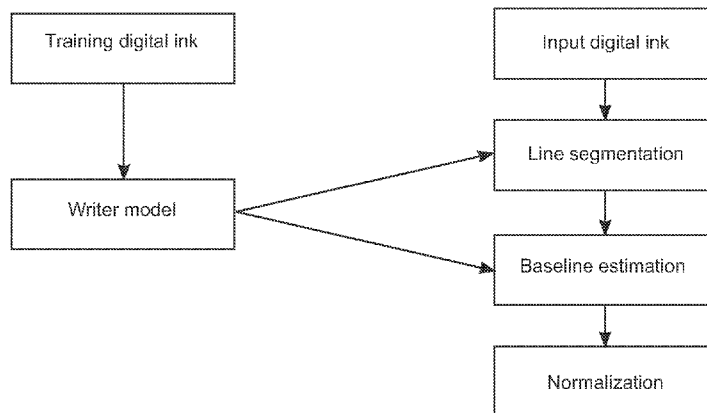 Training digital ink
Input digital ink
Line segmentation
Writer model
Baseline estimation
Normalization